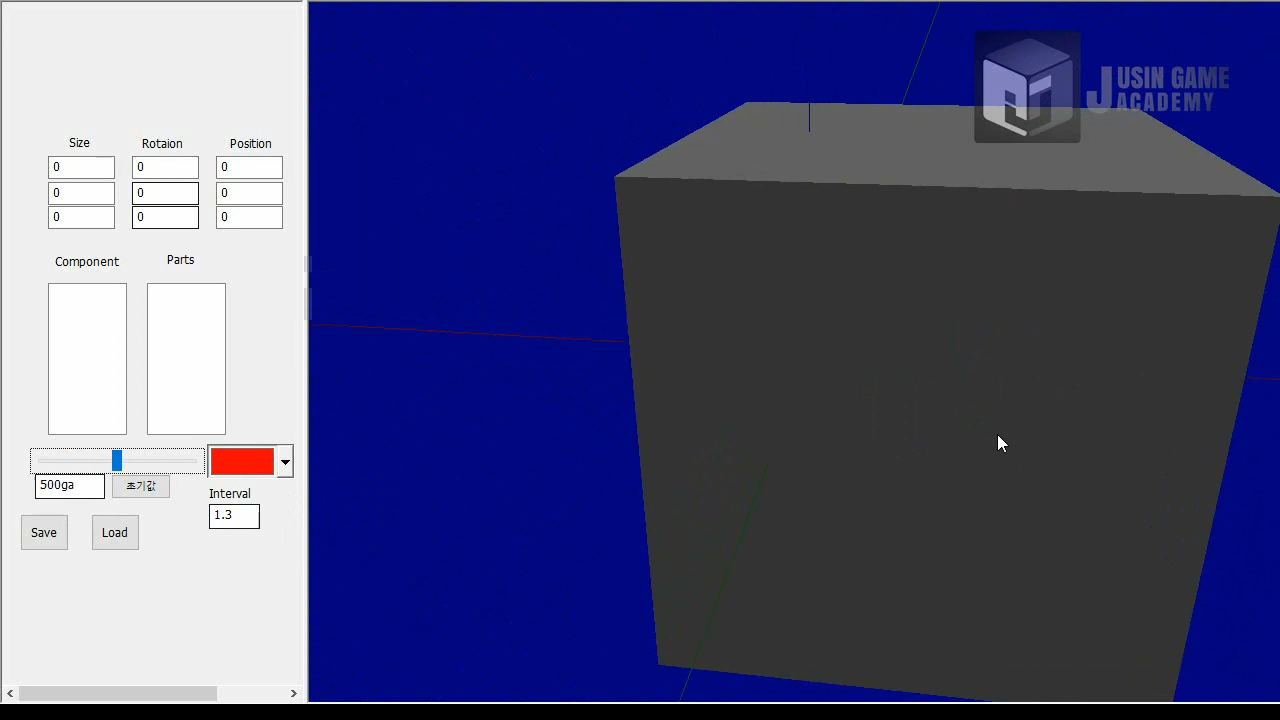 JUSIN GAME
ACADEMY
Size Rotaion Position
0 0 0
0 0 0
0 0 0
Component Parts
500ga 초기값
Interval
1.3
Save Load